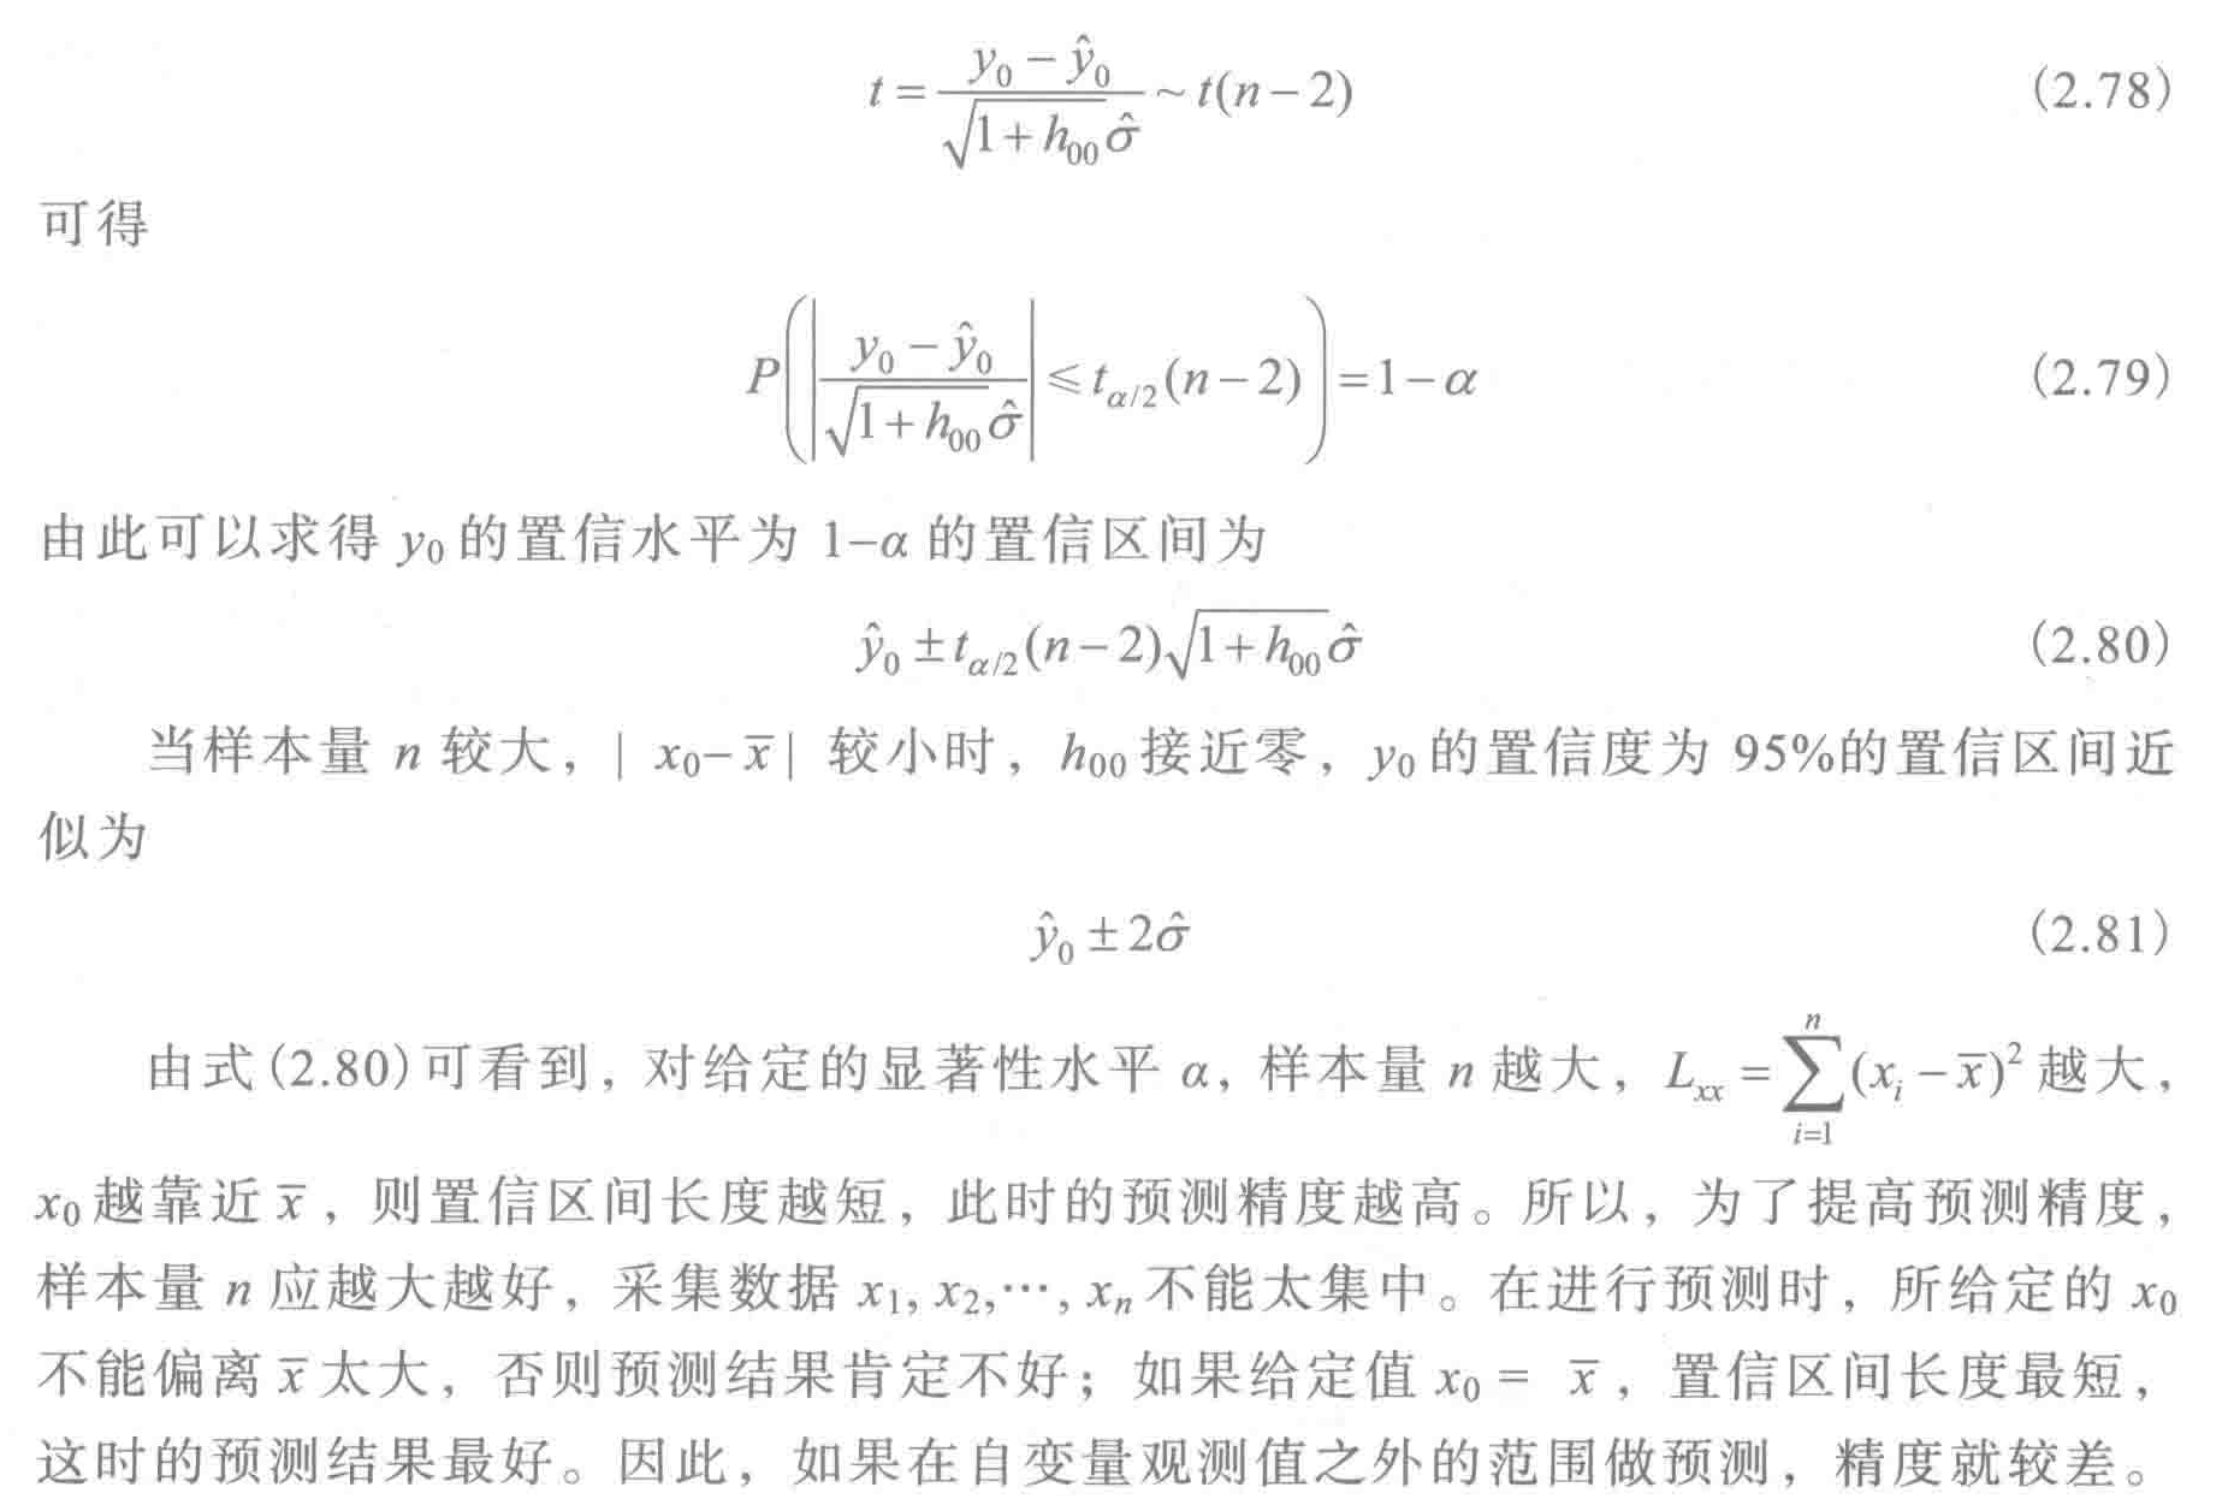 $t=\frac{y_0-\hat{y}_0}{\sqrt{1+h_{00}}\hat{\sigma}}\sim t(n-2)$ (2.78)
可得
$P\left(\left|\frac{y_0-\hat{y}_0}{\sqrt{1+h_{00}}\hat{\sigma}}\right|\leqslant t_{\alpha/2}(n-2)\right)=1-\alpha$ (2.79)
由此可以求得 $y_0$ 的置信水平为 $1-\alpha$ 的置信区间为
$\hat{y}_0\pm t_{\alpha/2}(n-2)\sqrt{1+h_{00}}\hat{\sigma}$ (2.80)
当样本量 $n$ 较大，$|x_0-\bar{x}|$ 较小时，$h_{00}$ 接近零，$y_0$ 的置信度为 95%的置信区间近
似为
$\hat{y}_0\pm 2\hat{\sigma}$ (2.81)
由式(2.80)可看到，对给定的显著性水平 $\alpha$，样本量 $n$ 越大，$L_{xx}=\sum_{i=1}^{n}(x_i-\bar{x})^2$ 越大，
$x_0$ 越靠近 $\bar{x}$，则置信区间长度越短，此时的预测精度越高。所以，为了提高预测精度，
样本量 $n$ 应越大越好，采集数据 $x_1, x_2,\cdots, x_n$ 不能太集中。在进行预测时，所给定的 $x_0$
不能偏离 $\bar{x}$ 太大，否则预测结果肯定不好；如果给定值 $x_0=\bar{x}$，置信区间长度最短，
这时的预测结果最好。因此，如果在自变量观测值之外的范围做预测，精度就较差。